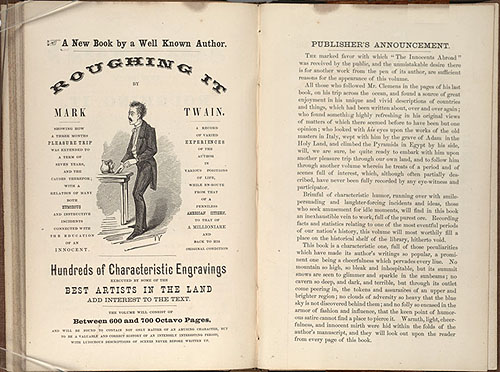 A New Book by a Well Known Author.
ROUGHING IT
BY
MARK TWAIN.
SHOWING HOW
A THREE MONTHS
PLEASURE TRIP
WAS EXTENDED TO
A TERM OF
SEVEN YEARS,
AND THE
CAUSES THEREFOR;
WITH A
RELATION OF MANY
BOTH
HUMOROUS
AND INSTRUCTIVE
INCIDENTS
CONNECTED WITH
THE EDUCATION
OF AN
INNOCENT.
A RECORD
OF VARIED
EXPERIENCES
OF THE
AUTHOR
IN
VARIOUS POSITIONS
OF LIFE,
WHILE EN-ROUTE
FROM THAT
OF A
PENNILESS
AMERICAN CITIZEN,
TO THAT OF
A MILLIONAIRE
AND
BACK TO HIS
ORIGINAL CONDITION
Hundreds of Characteristic Engravings
EXECUTED BY SOME OF THE
BEST ARTISTS IN THE LAND
ADD INTEREST TO THE TEXT.
THE VOLUME WILL CONSIST OF
Between 600 and 700 Octavo Pages,
AND WILL BE FOUND TO CONTAIN NOT ONLY MATTER OF AN AMUSING CHARACTER, BUT
TO BE A VALUABLE AND CORRECT HISTORY OF AN INTENSELY INTERESTING PERIOD,
WITH LUDICROUS DESCRIPTIONS OF SCENES NEVER BEFORE WRITTEN UP.
PUBLISHER'S ANNOUNCEMENT.
THE marked favor with which "The Innocents Abroad"
was received by the public, and the unmistakable desire there
is for another work from the pen of its author, are sufficient
reasons for the appearance of this volume.
All those who followed Mr. Clemens in the pages of his last
book, on his trip across the ocean, and found a source of great
enjoyment in his unique and vivid descriptions of countries
and things, which had been written about, over and over again;
who found something highly refreshing in his original views
of matters of which there seemed before to have been but one
opinion; who looked with his eyes upon the works of the old
masters in Italy, wept with him by the grave of Adam in the
Holy Land, and climbed the Pyramids in Egypt by his side,
will, we are sure, be quite ready to embark with him upon
another pleasure trip through our own land, and to follow him
through another volume wherein he treats of a period and of
scenes full of interest, which, although often partially des-
cribed, have never been fully recorded by any eye-witness and
participator.
Brimful of characteristic humor, running over with smile-
persuading and laughter-forcing incidents and ideas, those
who seek amusement for idle moments, will find in this book
an inexhaustible vein to work, full of the purest ore. Recording
facts and statistics relating to one of the most eventful periods
of our nation's history, this volume will most worthily fill a
place on the historical shelf of the library, hitherto void.
This book is a characteristic one, full of those peculiarities
which have made its author's writings so popular, a promi-
nent one being a cheerfulness which pervades every line. No
mountain so high, so bleak and inhospitable, but its summit
snows are seen to glimmer and sparkle in the sunbeams; no
cavern so deep, and dark, and terrible, but through its outlet
come peering in, the tokens and assurances of an upper and
brighter region; no clouds of adversity so heavy that the blue
sky is not discovered behind them; and no folly so encased in the
armor of fashion and influence, that the keen point of humor-
ous satire cannot find a place to pierce it. Warmth, light, cheer-
fulness, and innocent mirth were hid within the folds of the
author's manuscript, and they will look out upon the reader
from every page of this book.